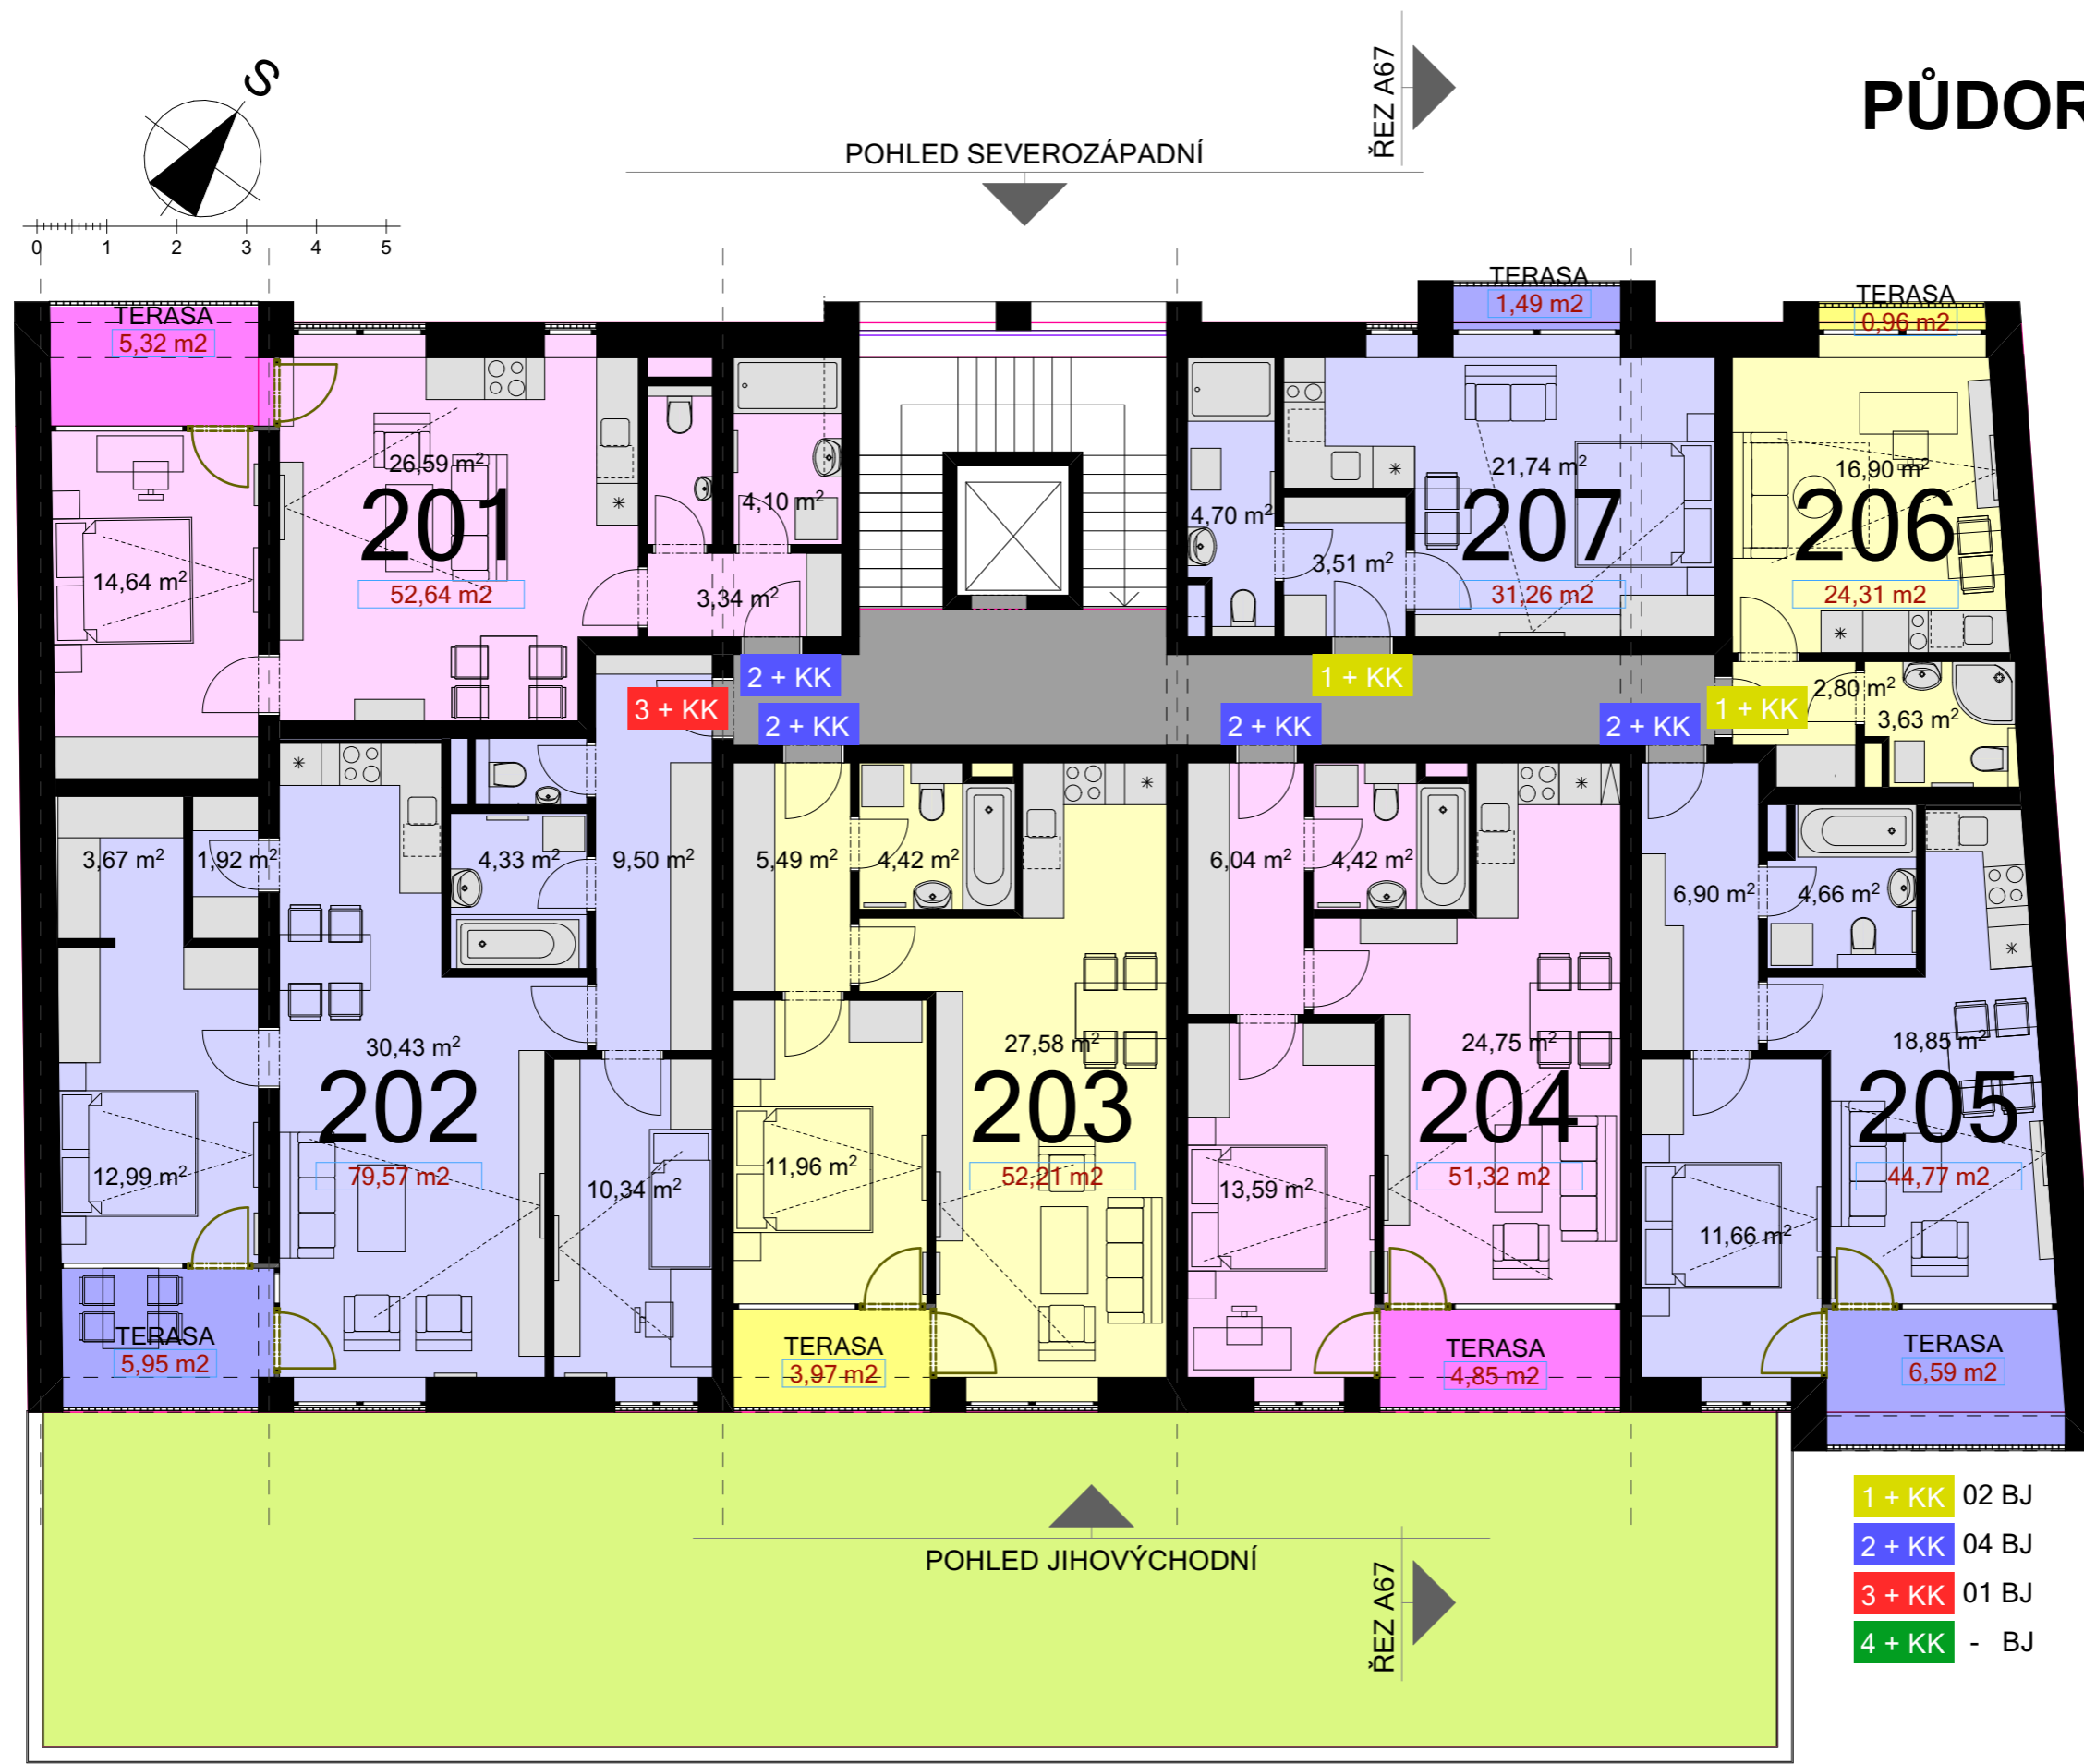 S
ŘEZ A67
PŮDOR
POHLED SEVEROZÁPADNÍ
0 1 2 3 4 5
TERASA
5,32 m2
TERASA
1,49 m2
TERASA
0,96 m2
26,59 m²
201
52,64 m2
14,64 m²
4,10 m²
3,34 m²
4,70 m²
3,51 m²
21,74 m²
207
31,26 m2
16,90 m²
206
24,31 m2
2 + KK
3 + KK
2 + KK
1 + KK
2 + KK
2 + KK
1 + KK
2,80 m²
3,63 m²
3,67 m²
1,92 m²
4,33 m²
9,50 m²
5,49 m²
4,42 m²
6,04 m²
4,42 m²
6,90 m²
4,66 m²
30,43 m²
202
79,57 m2
12,99 m²
10,34 m²
27,58 m²
203
52,21 m2
11,96 m²
24,75 m²
204
51,32 m2
13,59 m²
18,85 m²
205
44,77 m2
11,66 m²
TERASA
5,95 m2
TERASA
3,97 m2
TERASA
4,85 m2
TERASA
6,59 m2
POHLED JIHOVÝCHODNÍ
ŘEZ A67
1 + KK 02 BJ
2 + KK 04 BJ
3 + KK 01 BJ
4 + KK - BJ